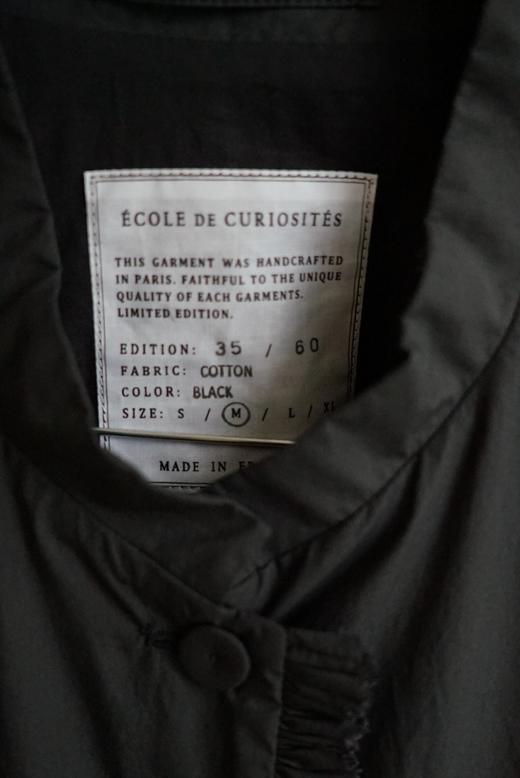 ÉCOLE DE CURIOSITÉS
THIS GARMENT WAS HANDCRAFTED
IN PARIS. FAITHFUL TO THE UNIQUE
QUALITY OF EACH GARMENTS.
LIMITED EDITION.
EDITION: 35 / 60
FABRIC: COTTON
COLOR: BLACK
SIZE: S / M / L / XL
MADE IN